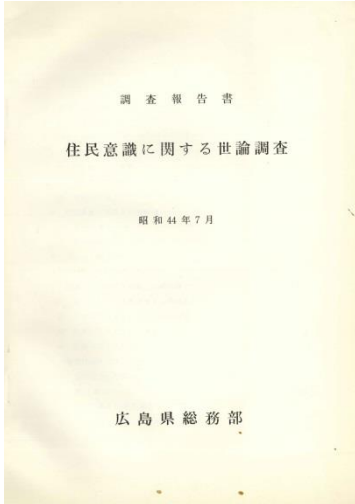 調査報告書
住民意識に関する世論調査
昭和44年7月
広島県総務部